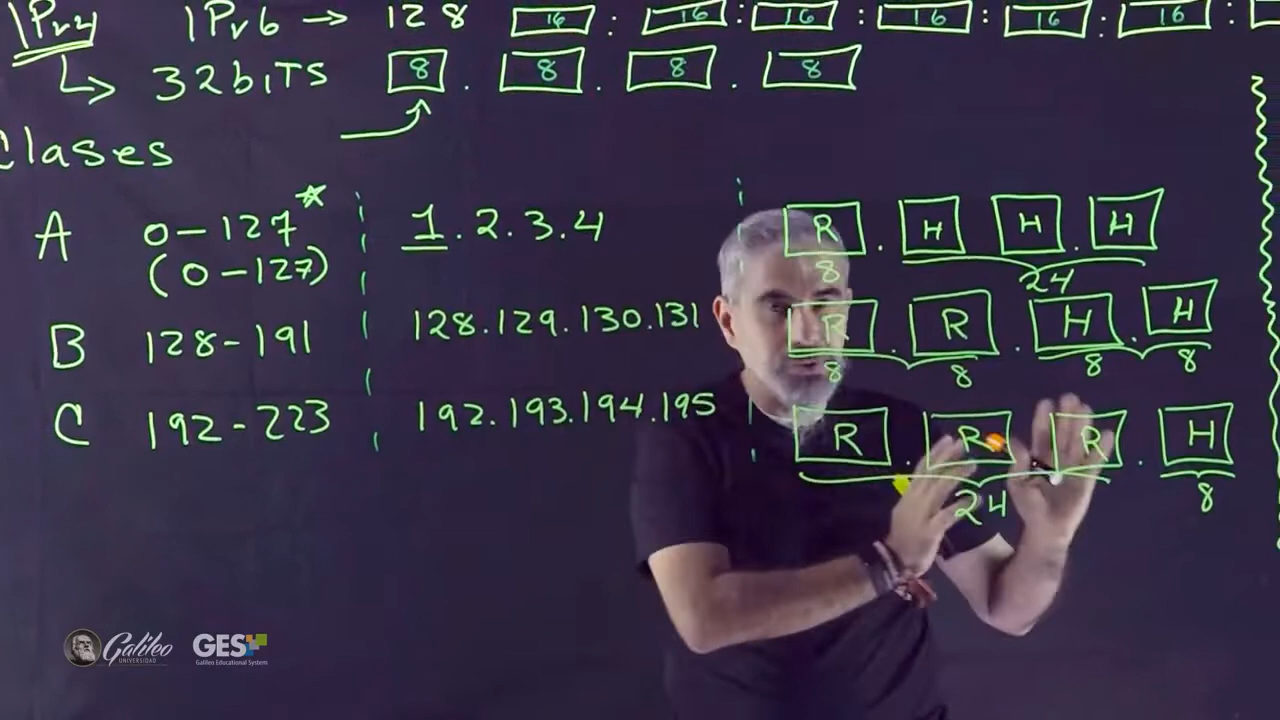 IPv4 IPv6 → 128 16 : 16 : 16 : 16 : 16 : 16 :
↳ 32 bITS 8 . 8 . 8 . 8
Clases
A 0-127* 1.2.3.4 R . H H . H
(0-127) 8 24
B 128-191 128.129.130.131 R . R . H . H
8 8 8 8
C 192-223 192.193.194.195 R . R . R . H
24 8
Galileo
UNIVERSIDAD
GES
Galileo Educational System